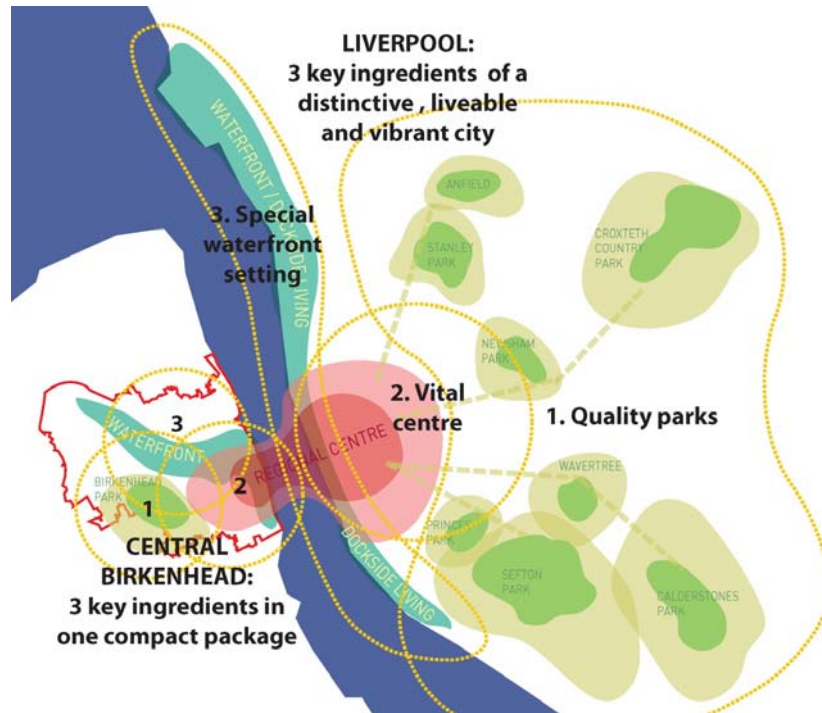 LIVERPOOL:
3 key ingredients of a
distinctive , liveable
and vibrant city
WATERFRONT / DOCKSIDE LIVING
3. Special
waterfront
setting
ANFIELD
STANLEY
PARK
CROXTETH
COUNTRY
PARK
NEWSHAM
PARK
2. Vital
centre
1. Quality parks
REGIONAL CENTRE
3
WATERFRONT
BIRKENHEAD
PARK
1
2
WAVERTREE
PRINCES
PARK
SEFTON
PARK
CALDERSTONES
PARK
DOCKSIDE LIVING
CENTRAL
BIRKENHEAD:
3 key ingredients in
one compact package